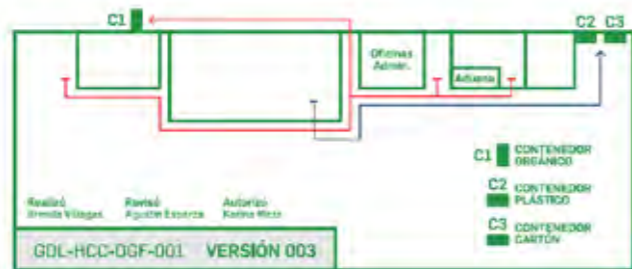 C1
C2 C3
Oficinas
Admin.
Aduana
C1 CONTENEDOR
ORGÁNICO
C2 CONTENEDOR
PLÁSTICO
C3 CONTENEDOR
CARTÓN
Realizó Revisó Autorizó
Brenda Villegas Agustín Esparza Karina Meza
GDL-HCC-DGF-001 VERSIÓN 003